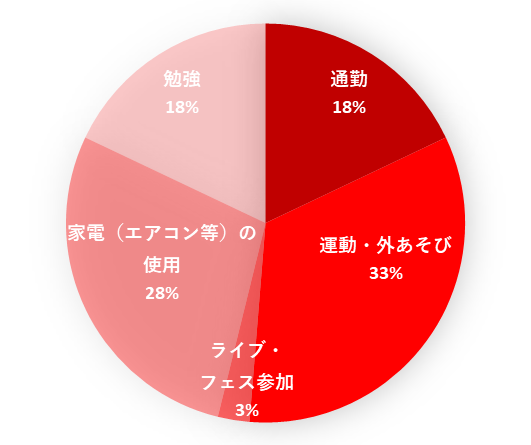 通勤
18%
運動・外あそび
33%
ライブ・
フェス参加
3%
家電（エアコン等）の
使用
28%
勉強
18%